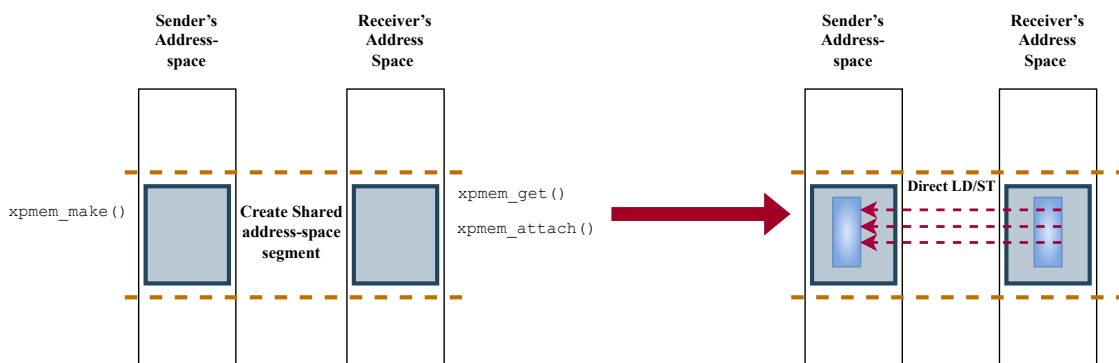 Sender's
Address-
space
Receiver's
Address
Space
xpmem_make()
Create Shared
address-space
segment
xpmem_get()
xpmem_attach()
Sender's
Address-
space
Receiver's
Address
Space
Direct LD/ST